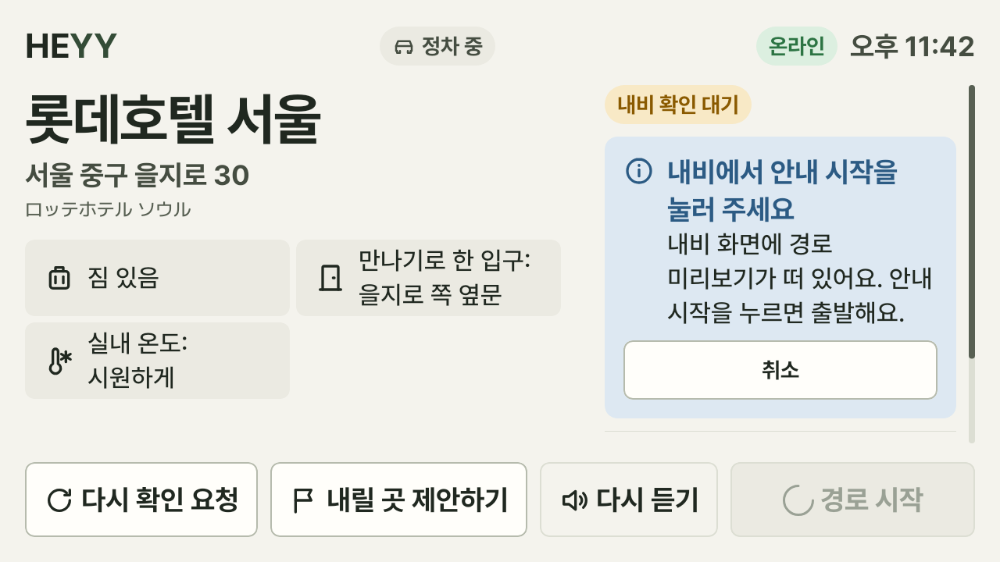 HEYY
정차 중
온라인
오후 11:42
롯데호텔 서울
서울 중구 을지로 30
ロッテホテル ソウル
짐 있음
만나기로 한 입구:
을지로 쪽 옆문
실내 온도:
시원하게
내비 확인 대기
내비에서 안내 시작을
눌러 주세요
내비 화면에 경로
미리보기가 떠 있어요. 안내
시작을 누르면 출발해요.
취소
다시 확인 요청
내릴 곳 제안하기
다시 듣기
경로 시작